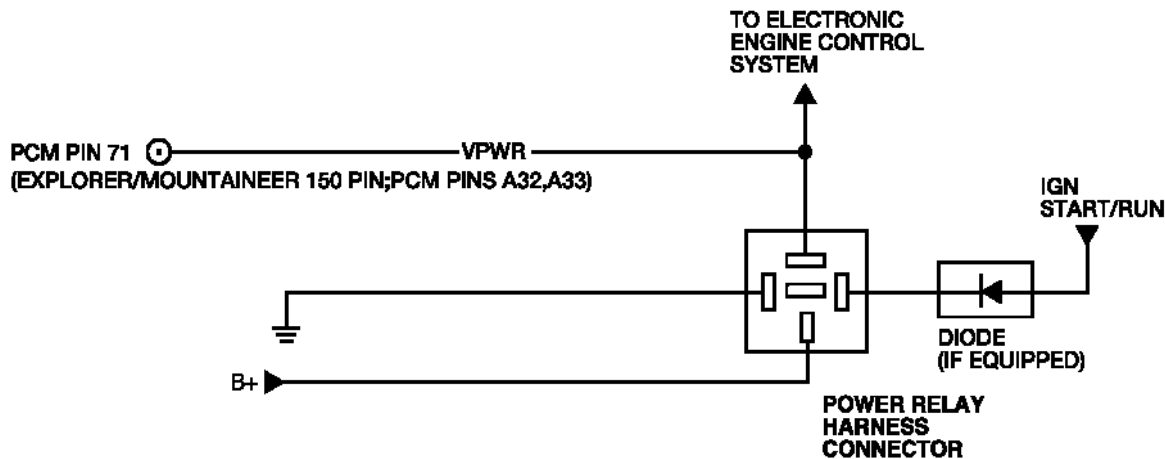 TO ELECTRONIC
ENGINE CONTROL
SYSTEM
PCM PIN 71
VPWR
(EXPLORER/MOUNTAINEER 150 PIN;PCM PINS A32,A33)
IGN
START/RUN
DIODE
(IF EQUIPPED)
B+
POWER RELAY
HARNESS
CONNECTOR